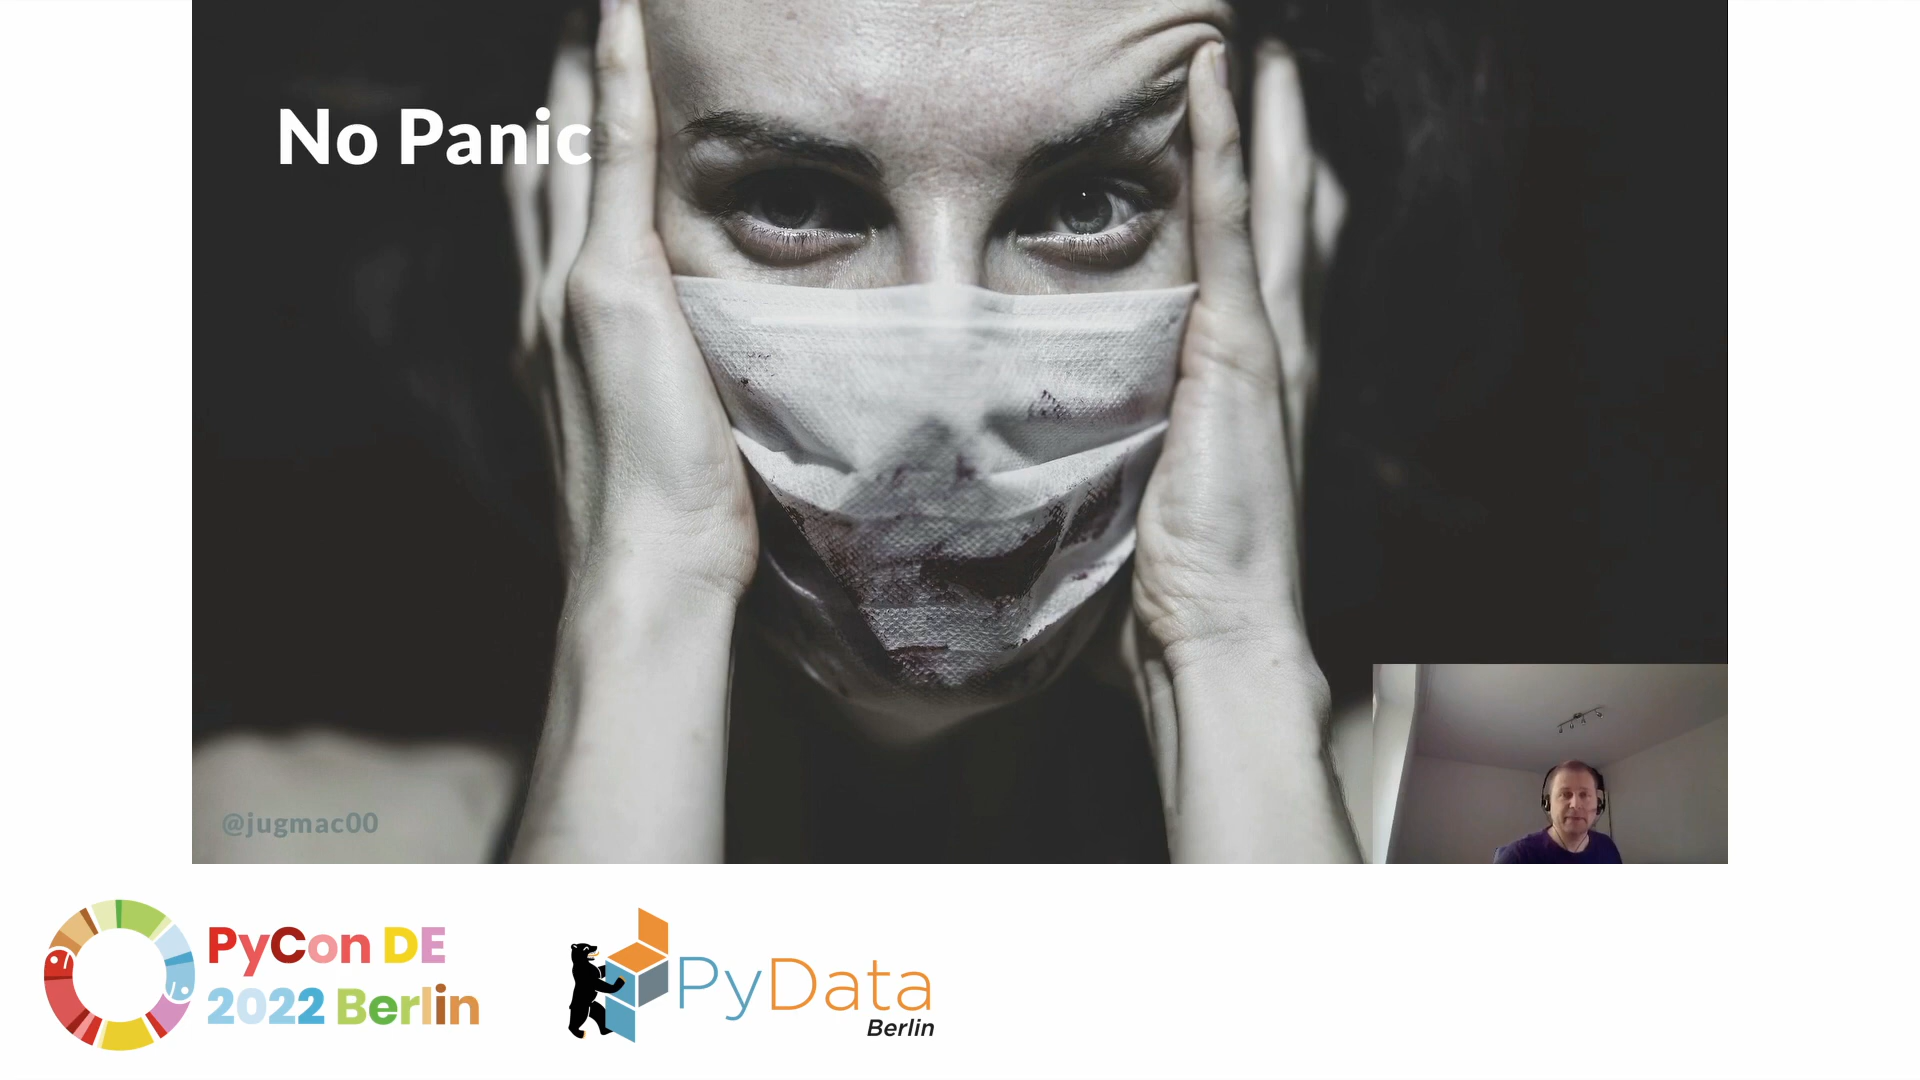 No Panic
@jugmac00
PyCon DE
2022 Berlin
PyData
Berlin